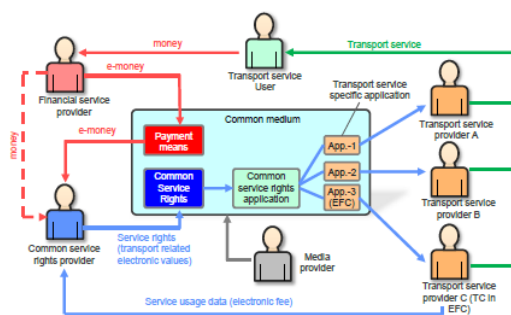 money
Transport service
e-money
Transport service
User
Transport service
specific application
Financial service
provider
Common medium
Transport service
provider A
money
e-money
Payment
means
App.-1
Common
Service
Rights
Common
service rights
application
App.-2
App.-3
(EFC)
Transport service
provider B
Common service
rights provider
Service rights
(transport related
electronic values)
Media
provider
Transport service
provider C (TC in
EFC)
Service usage data (electronic fee)